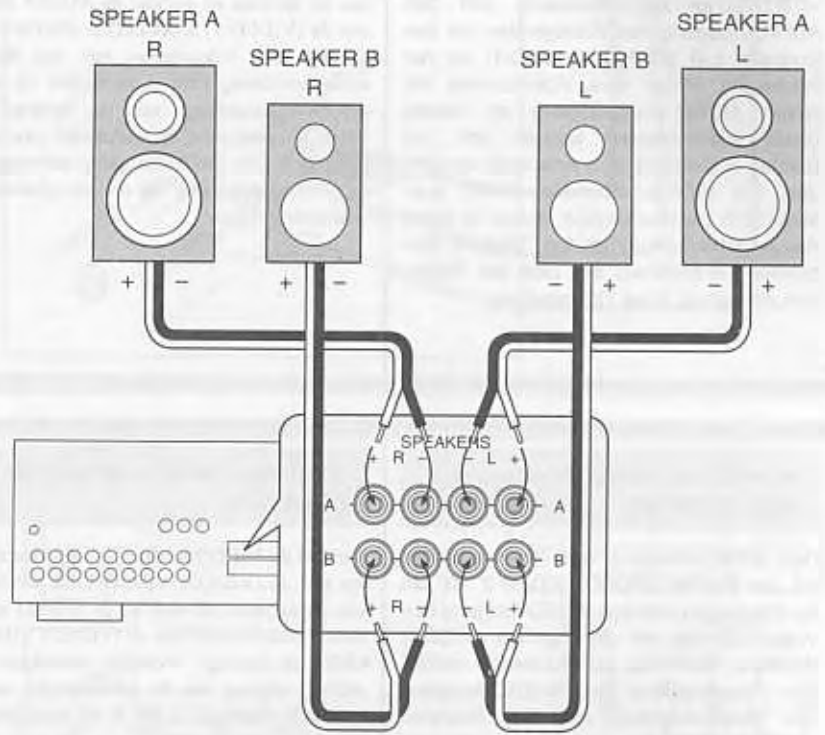 SPEAKER A
R
SPEAKER B
R
SPEAKER B
L
SPEAKER A
L
+ −
+ −
− +
− +
SPEAKERS
+ R − − L +
A A
B B
+ R − − L +